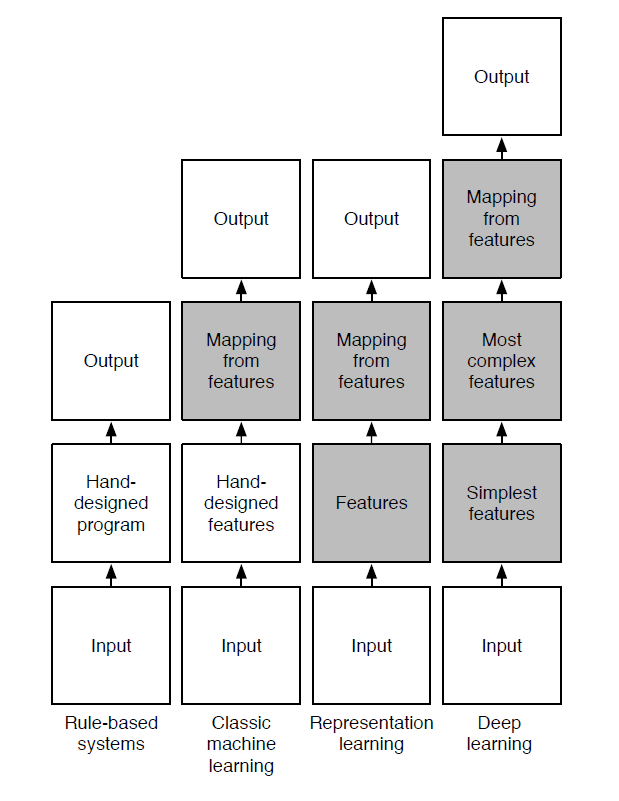 Output
Mapping
from
features
Output
Output
Most
complex
features
Mapping
from
features
Mapping
from
features
Output
Simplest
features
Features
Hand-
designed
features
Hand-
designed
program
Input
Input
Input
Input
Rule-based
systems
Classic
machine
learning
Representation
learning
Deep
learning